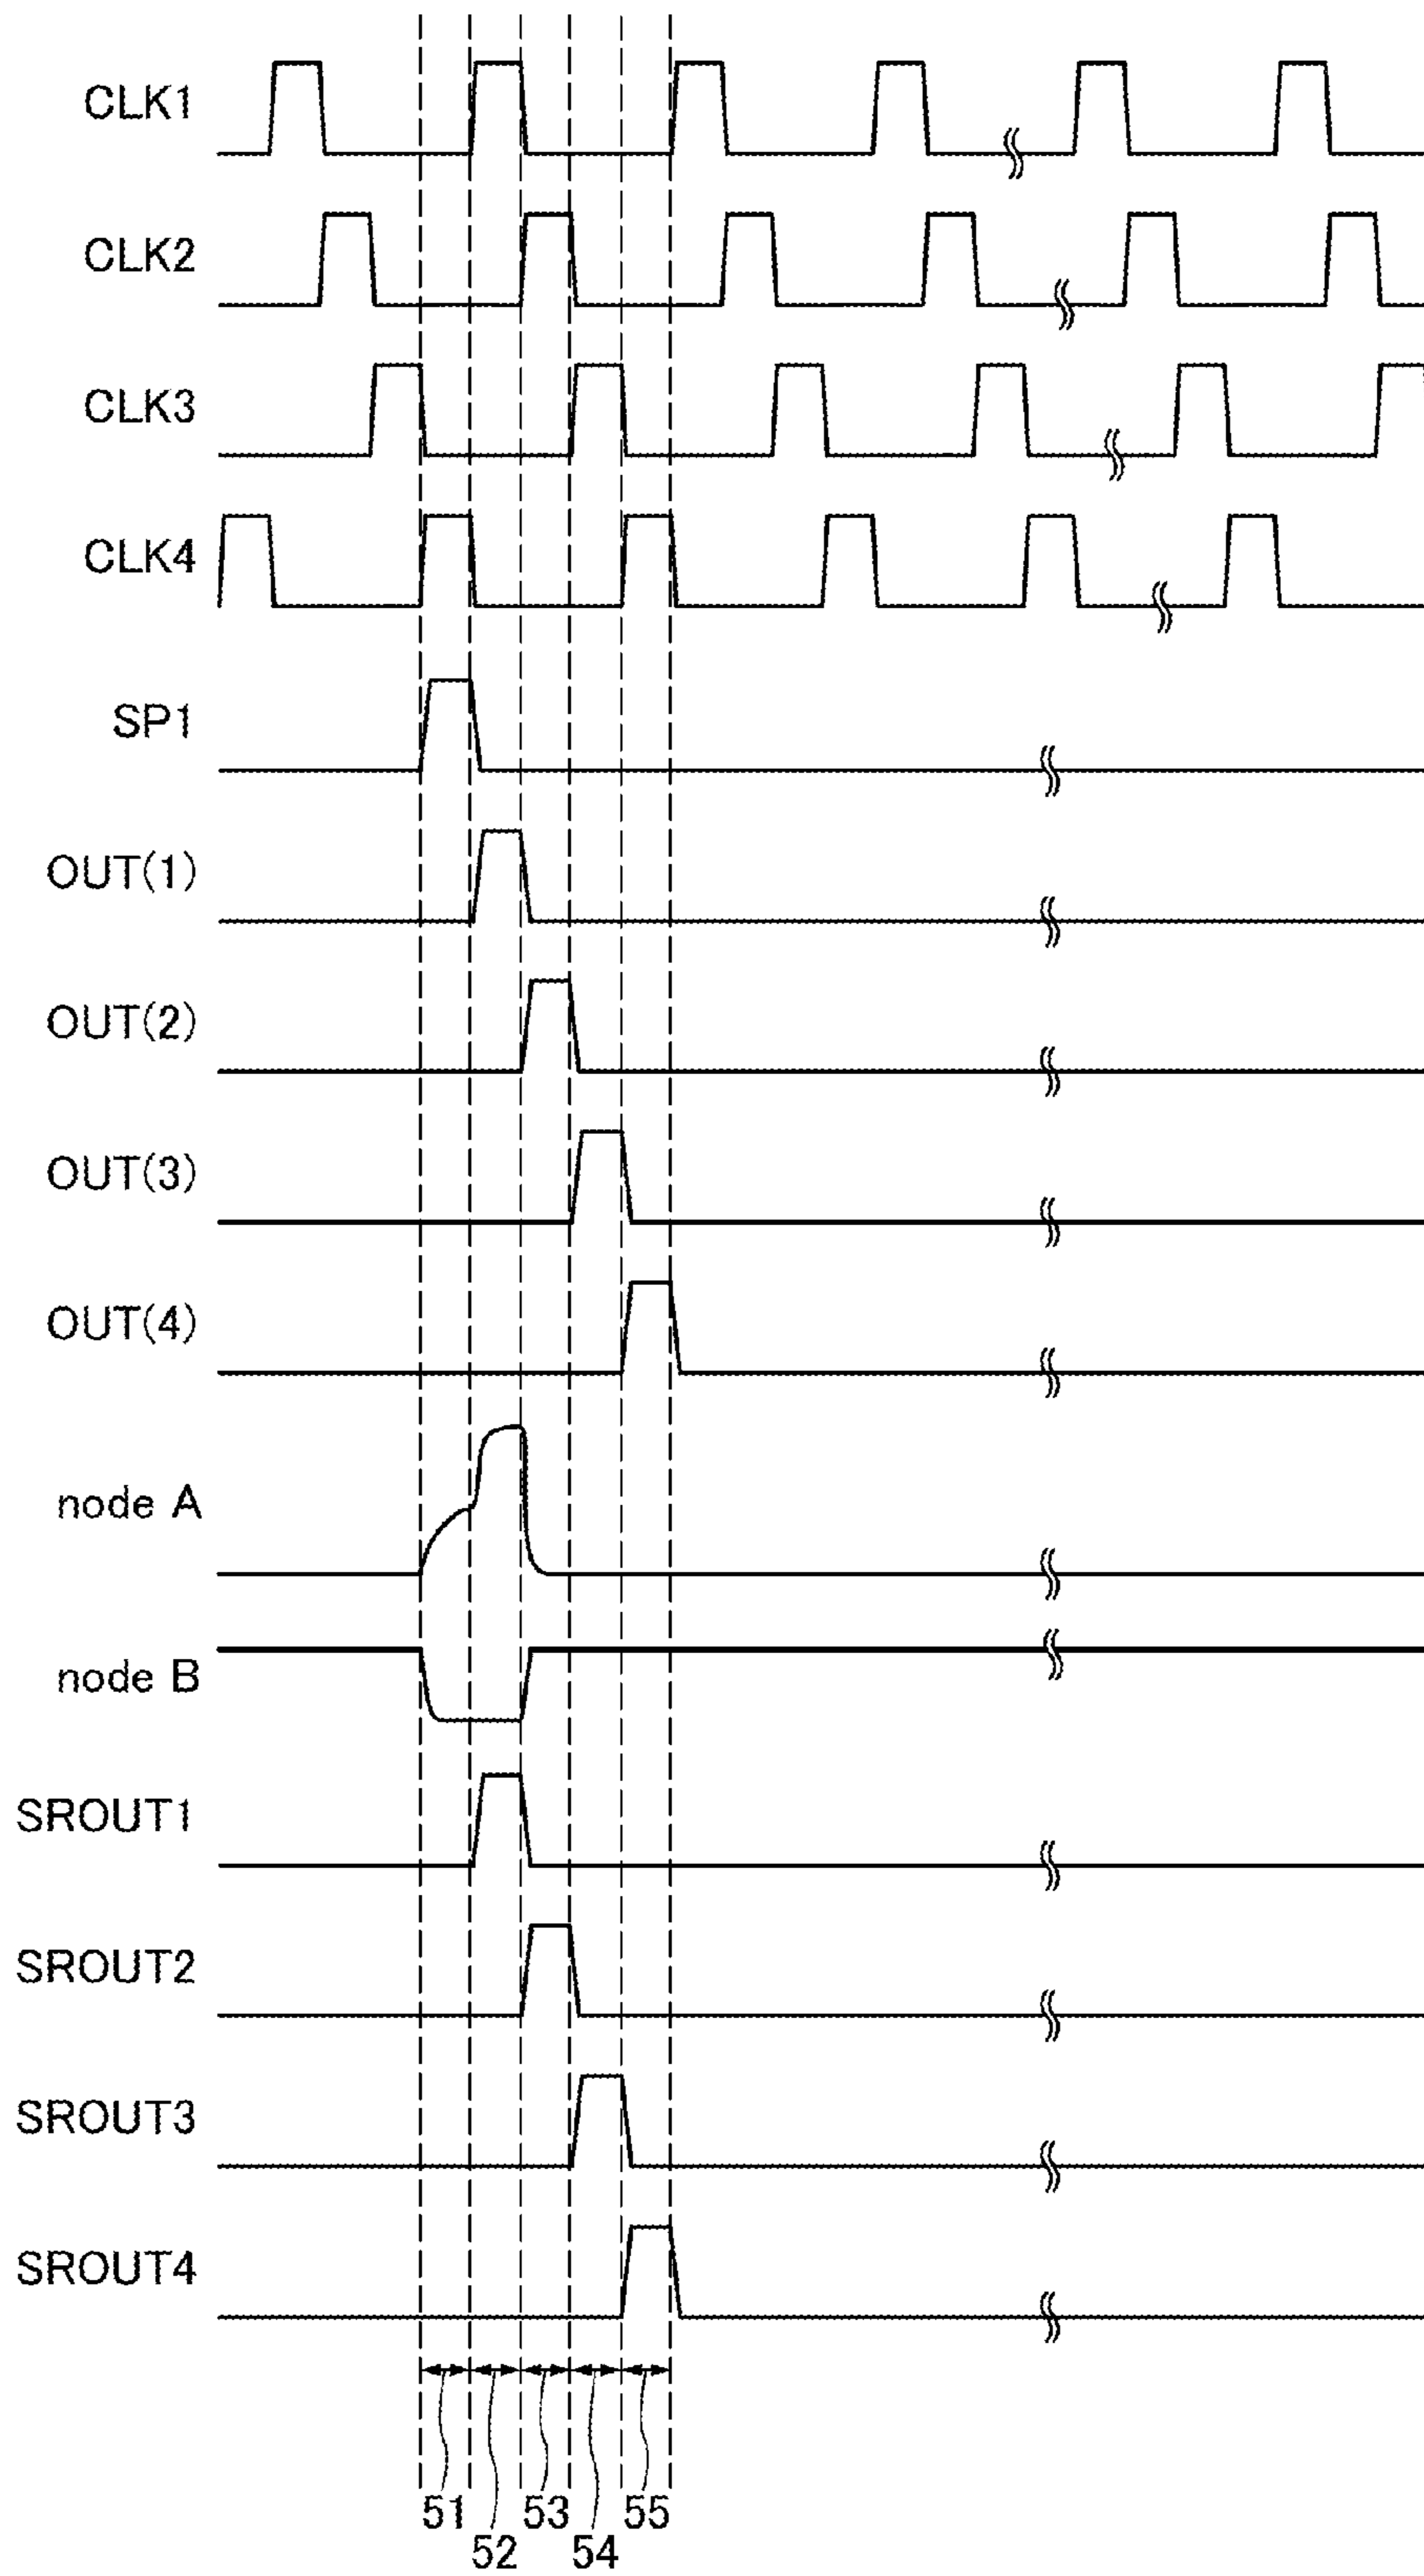 CLK1
CLK2
CLK3
CLK4
SP1
OUT(1)
OUT(2)
OUT(3)
OUT(4)
node A
node B
SROUT1
SROUT2
SROUT3
SROUT4
51 53 55
52 54